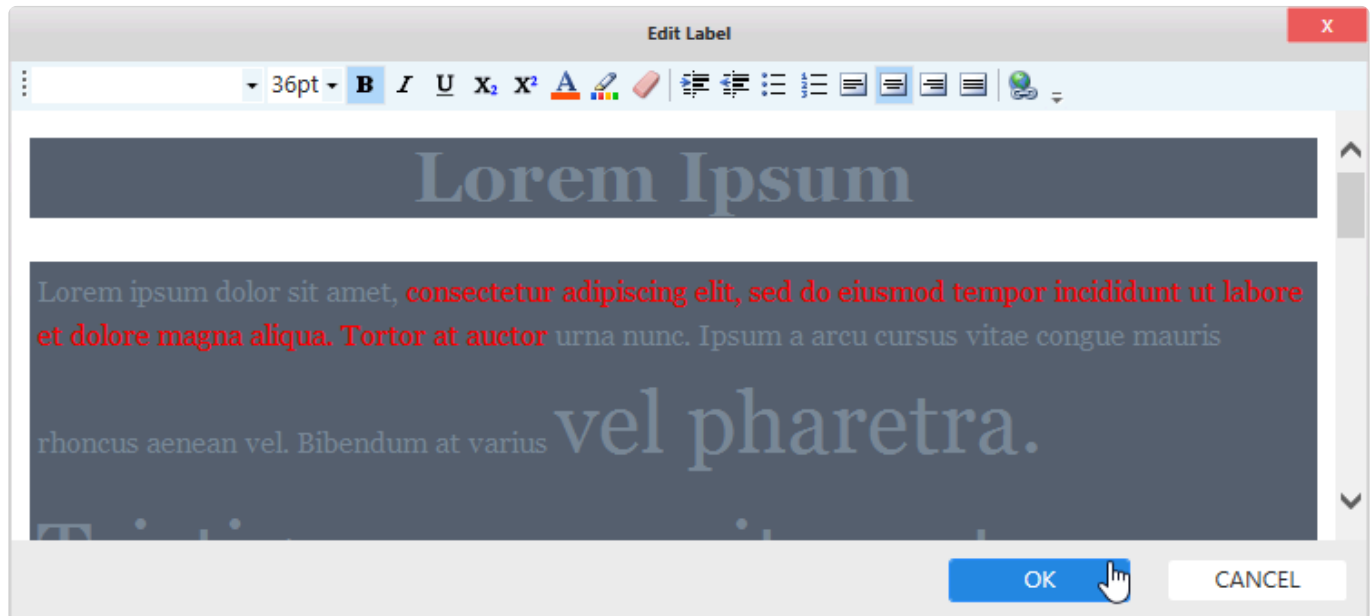 Edit Label
X
36pt B I U X₂ X² A
Lorem Ipsum
Lorem ipsum dolor sit amet, consectetur adipiscing elit, sed do eiusmod tempor incididunt ut labore
et dolore magna aliqua. Tortor at auctor urna nunc. Ipsum a arcu cursus vitae congue mauris
rhoncus aenean vel. Bibendum at varius vel pharetra.
OK CANCEL